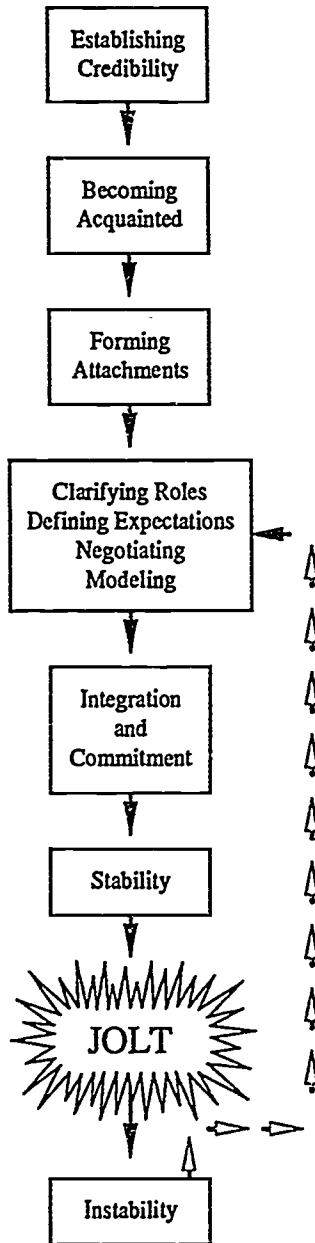 Establishing
Credibility
Becoming
Acquainted
Forming
Attachments
Clarifying Roles
Defining Expectations
Negotiating
Modeling
Integration
and
Commitment
Stability
JOLT
Instability